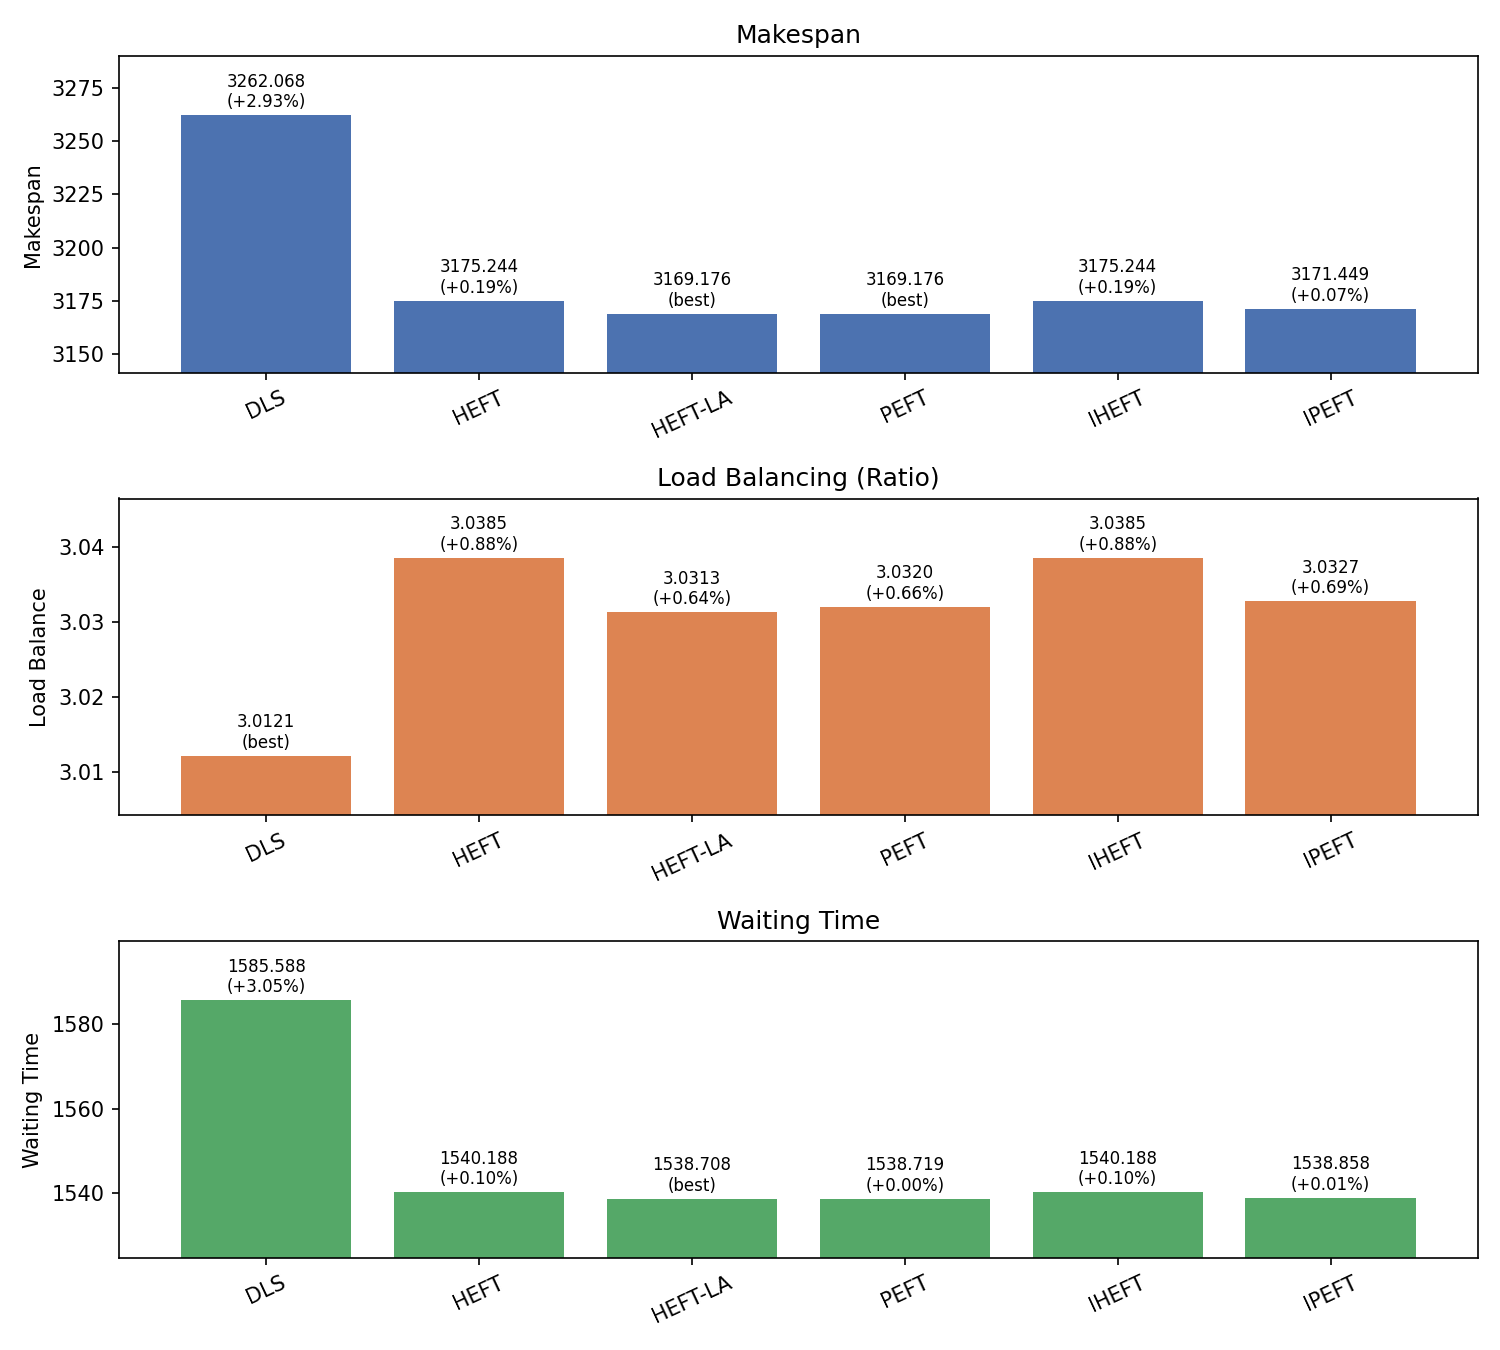 Makespan
Makespan
3275
3250
3225
3200
3175
3150
3262.068
(+2.93%)
3175.244
(+0.19%)
3169.176
(best)
3169.176
(best)
3175.244
(+0.19%)
3171.449
(+0.07%)
DLS
HEFT
HEFT-LA
PEFT
IHEFT
IPEFT
Load Balancing (Ratio)
Load Balance
3.04
3.03
3.02
3.01
3.0121
(best)
3.0385
(+0.88%)
3.0313
(+0.64%)
3.0320
(+0.66%)
3.0385
(+0.88%)
3.0327
(+0.69%)
DLS
HEFT
HEFT-LA
PEFT
IHEFT
IPEFT
Waiting Time
Waiting Time
1580
1560
1540
1585.588
(+3.05%)
1540.188
(+0.10%)
1538.708
(best)
1538.719
(+0.00%)
1540.188
(+0.10%)
1538.858
(+0.01%)
DLS
HEFT
HEFT-LA
PEFT
IHEFT
IPEFT